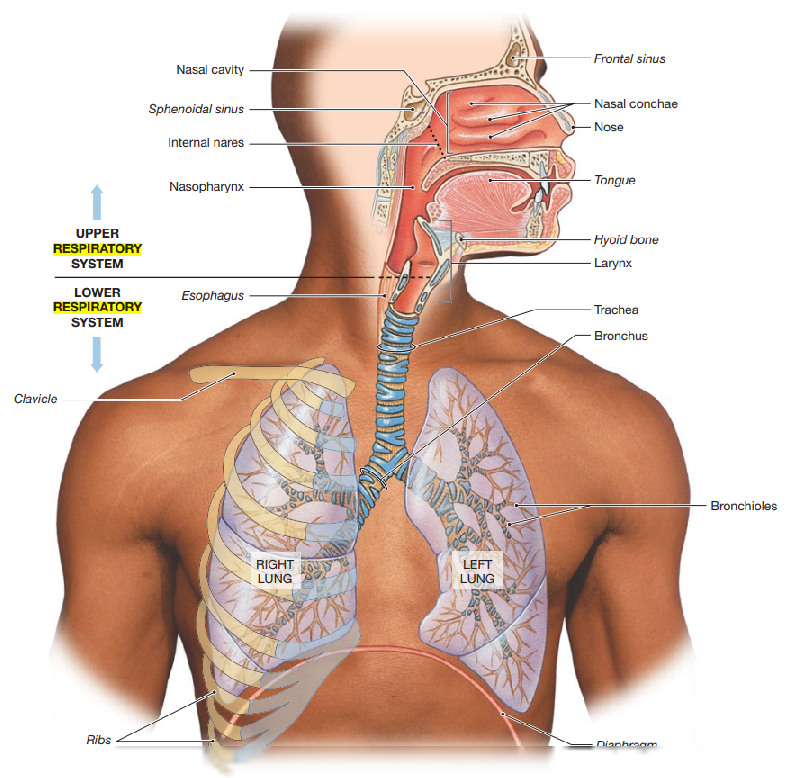 Frontal sinus
Nasal cavity
Nasal conchae
Sphenoidal sinus
Nose
Internal nares
Tongue
Nasopharynx
UPPER
RESPIRATORY
SYSTEM
Hyoid bone
Larynx
LOWER
RESPIRATORY
SYSTEM
Esophagus
Trachea
Bronchus
Clavicle
Bronchioles
RIGHT
LUNG
LEFT
LUNG
Ribs
Diaphragm